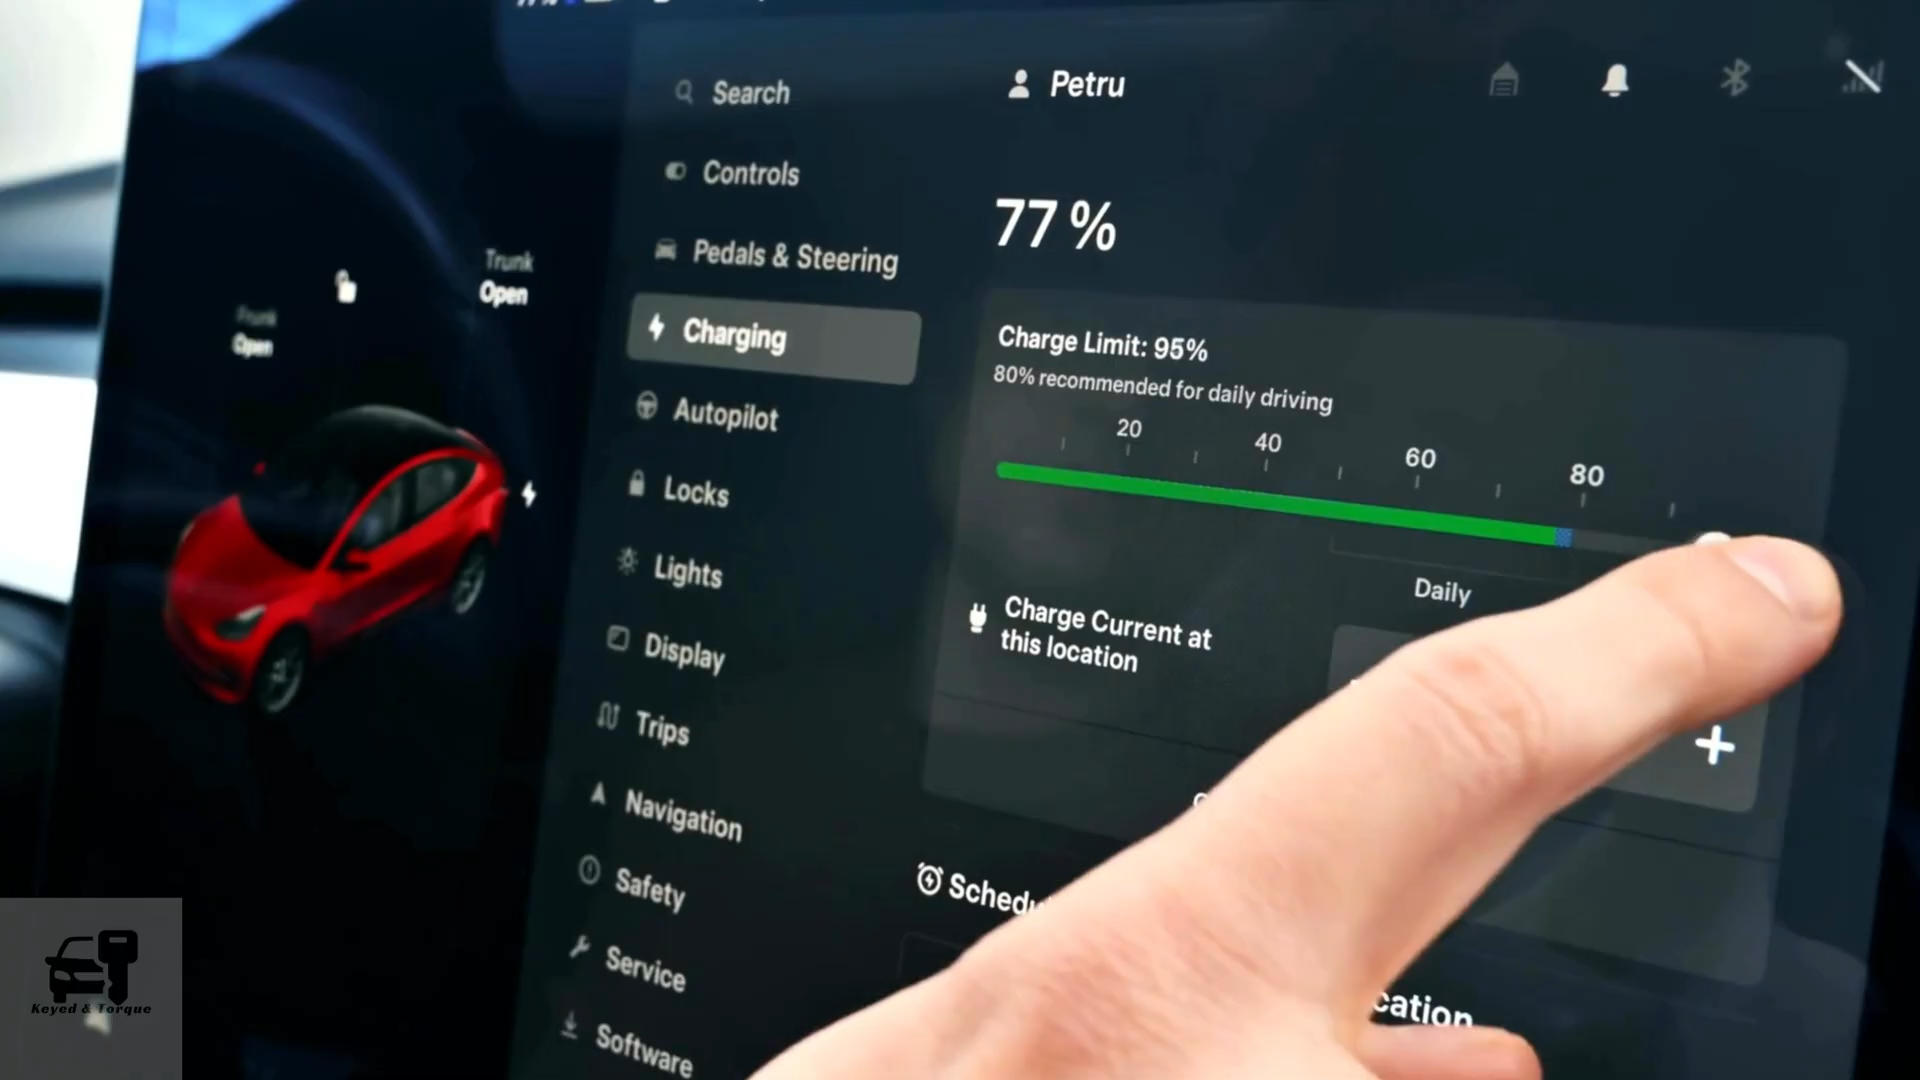 Petru
Search
Controls
Pedals & Steering
Charging
Autopilot
Locks
Lights
Display
Trips
Navigation
Safety
Service
Software
Trunk
Open
Frunk
Open
77 %
Charge Limit: 95%
80% recommended for daily driving
20 40 60 80
Daily
Charge Current at
this location
Schedu
cation
Keyed & Torque